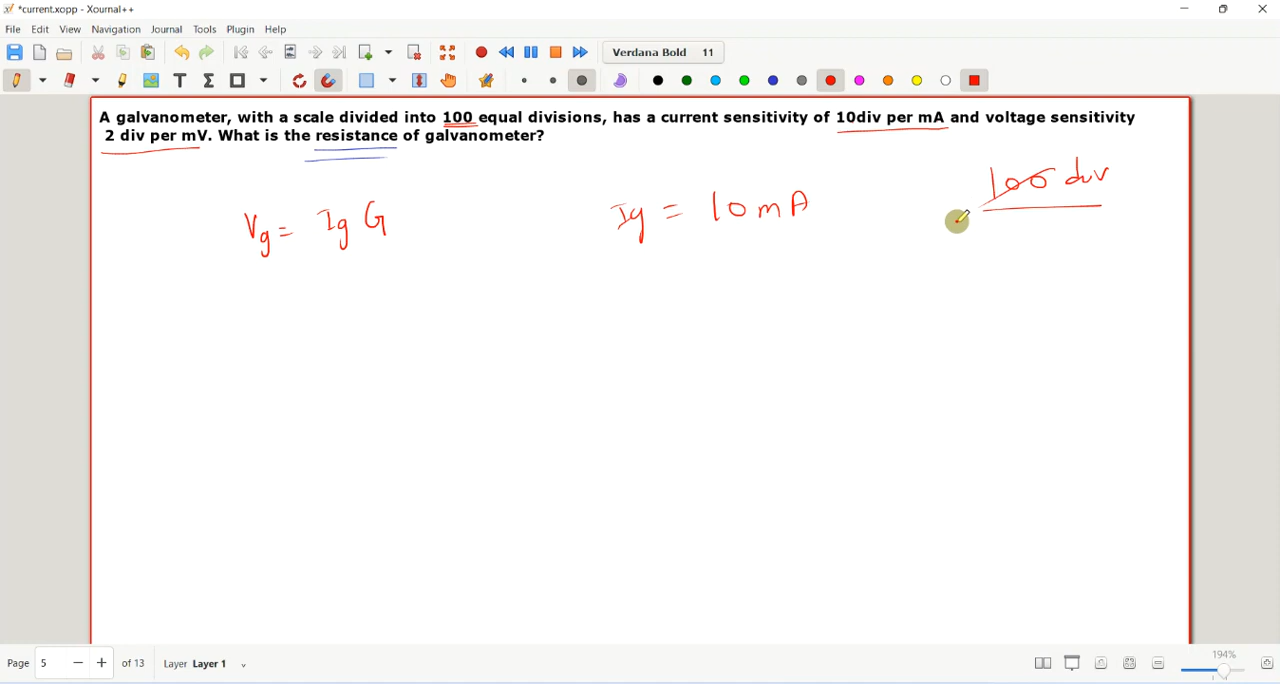 *current.xopp - Xournal++
File Edit View Navigation Journal Tools Plugin Help
Verdana Bold 11
A galvanometer, with a scale divided into 100 equal divisions, has a current sensitivity of 10div per mA and voltage sensitivity
2 div per mV. What is the resistance of galvanometer?
100 div
Vg = Ig G
Ig = 10 mA
Page 5 of 13 Layer Layer 1
194%